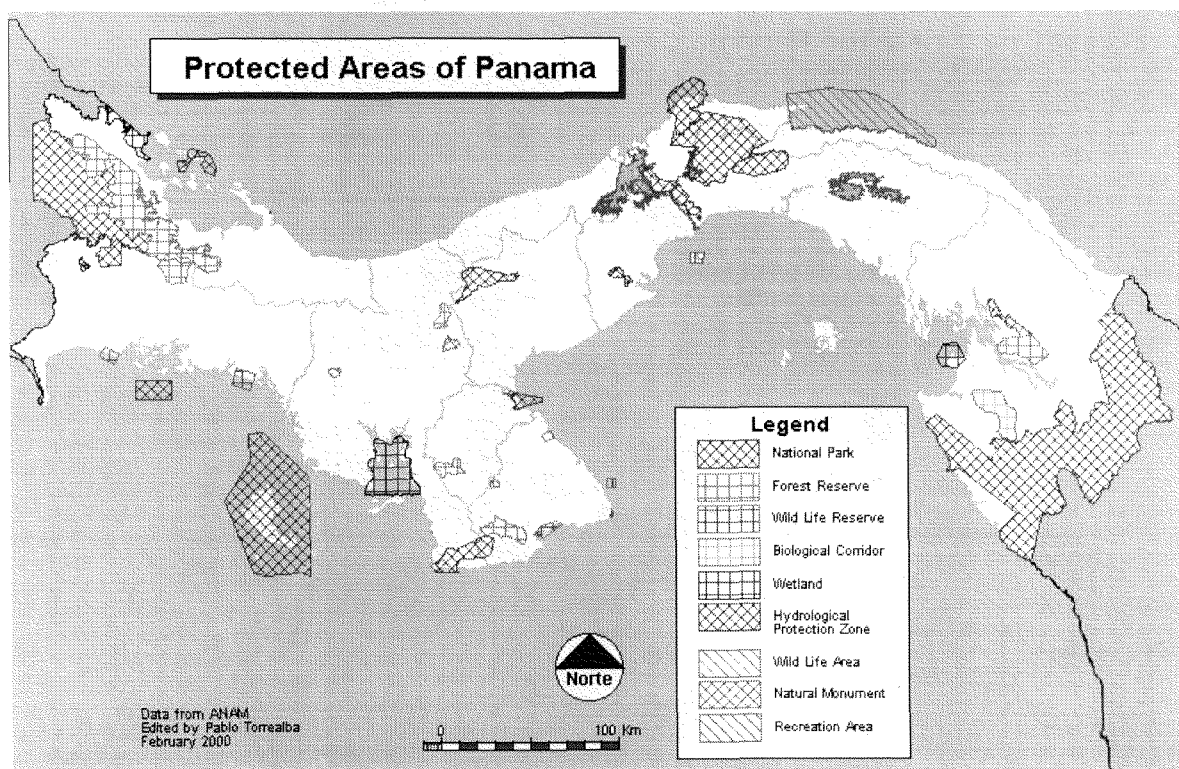 Protected Areas of Panama
Legend
National Park
Forest Reserve
Wild Life Reserve
Biological Corridor
Wetland
Hydrological
Protection Zone
Wild Life Area
Natural Monument
Recreation Area
Norte
Data from ANAM
Edited by Pablo Torrealba
February 2000
0 100 Km